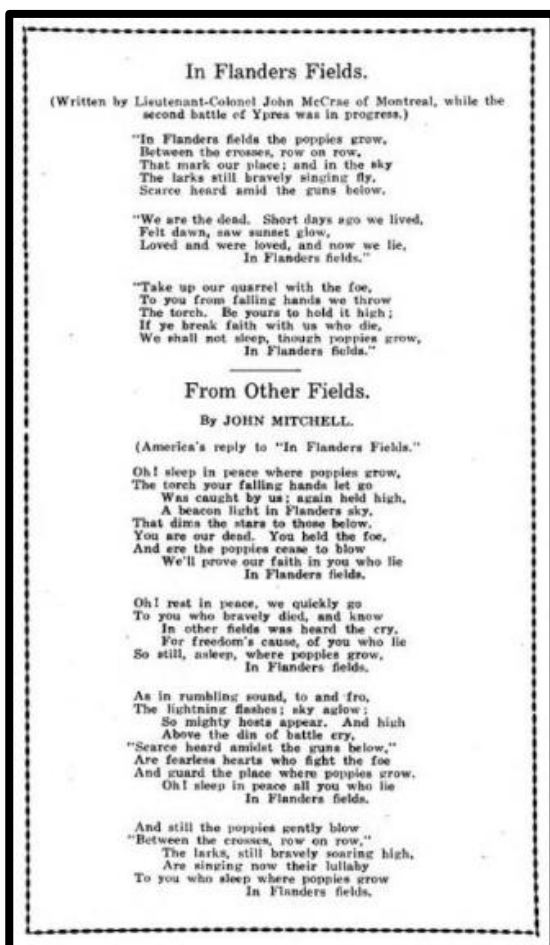 In Flanders Fields.
(Written by Lieutenant-Colonel John McCrae of Montreal, while the
second battle of Ypres was in progress.)
"In Flanders fields the poppies grow,
Between the crosses, row on row,
That mark our place; and in the sky
The larks still bravely singing fly,
Scarce heard amid the guns below.
"We are the dead. Short days ago we lived,
Felt dawn, saw sunset glow,
Loved and were loved, and now we lie,
In Flanders fields."
"Take up our quarrel with the foe,
To you from falling hands we throw
The torch. Be yours to hold it high;
If ye break faith with us who die,
We shall not sleep, though poppies grow,
In Flanders fields."
From Other Fields.
By JOHN MITCHELL.
(America's reply to "In Flanders Fields."
Oh! sleep in peace where poppies grow,
The torch your falling hands let go
Was caught by us; again held high,
A beacon light in Flanders sky,
That dims the stars to those below.
You are our dead. You held the foe,
And ere the poppies cease to blow
We'll prove our faith in you who lie
In Flanders fields.
Oh! rest in peace, we quickly go
To you who bravely died, and know
In other fields was heard the cry,
For freedom's cause, of you who lie
So still, asleep, where poppies grow,
In Flanders fields.
As in rumbling sound, to and fro,
The lightning flashes; sky aglow;
So mighty hosts appear. And high
Above the din of battle cry,
"Scarce heard amidst the guns below,"
Are fearless hearts who fight the foe
And guard the place where poppies grow.
Oh! sleep in peace all you who lie
In Flanders fields.
And still the poppies gently blow
"Between the crosses, row on row,"
The larks, still bravely soaring high,
Are singing now their lullaby
To you who sleep where poppies grow
In Flanders fields.